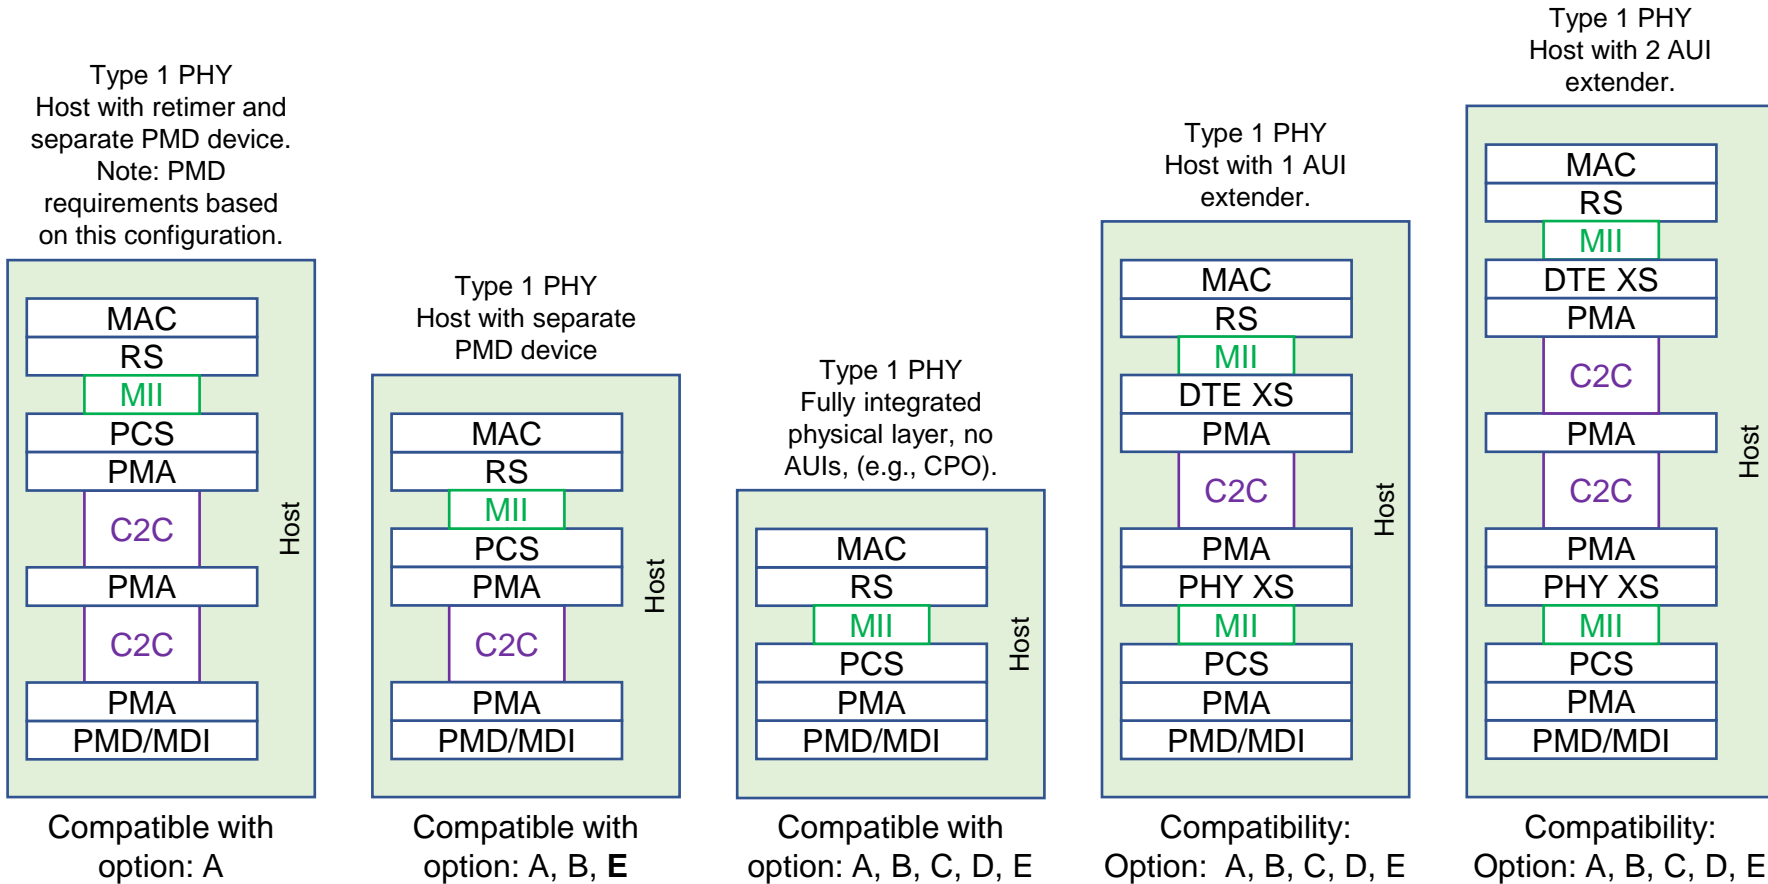 Type 1 PHY
Host with retimer and
separate PMD device.
Note: PMD
requirements based
on this configuration.
MAC
RS
MII
PCS
PMA
C2C
PMA
C2C
PMA
PMD/MDI
Host
Compatible with
option: A
Type 1 PHY
Host with separate
PMD device
MAC
RS
MII
PCS
PMA
C2C
PMA
PMD/MDI
Host
Compatible with
option: A, B, E
Type 1 PHY
Fully integrated
physical layer, no
AUIs, (e.g., CPO).
MAC
RS
MII
PCS
PMA
PMD/MDI
Host
Compatible with
option: A, B, C, D, E
Type 1 PHY
Host with 1 AUI
extender.
MAC
RS
MII
DTE XS
PMA
C2C
PMA
PHY XS
MII
PCS
PMA
PMD/MDI
Host
Compatibility:
Option: A, B, C, D, E
Type 1 PHY
Host with 2 AUI
extender.
MAC
RS
MII
DTE XS
PMA
C2C
PMA
C2C
PMA
PHY XS
MII
PCS
PMA
PMD/MDI
Host
Compatibility:
Option: A, B, C, D, E